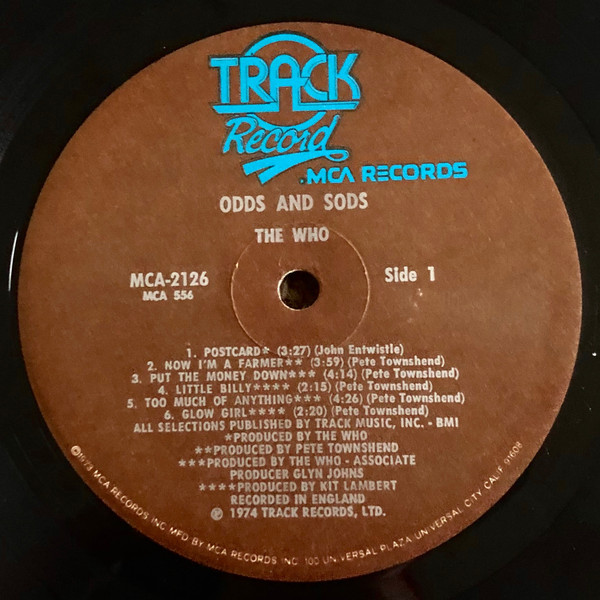 TRACK
Record
.MCA RECORDS
ODDS AND SODS
THE WHO
MCA-2126
MCA 556
Side 1
1. POSTCARD* (3:27) (John Entwistle)
2. NOW I'M A FARMER** (3:59) (Pete Townshend)
3. PUT THE MONEY DOWN*** (4:14) (Pete Townshend)
4. LITTLE BILLY**** (2:15) (Pete Townshend)
5. TOO MUCH OF ANYTHING*** (4:26) (Pete Townshend)
6. GLOW GIRL**** (2:20) (Pete Townshend)
ALL SELECTIONS PUBLISHED BY TRACK MUSIC, INC. - BMI
*PRODUCED BY THE WHO
**PRODUCED BY PETE TOWNSHEND
***PRODUCED BY THE WHO - ASSOCIATE
PRODUCER GLYN JOHNS
****PRODUCED BY KIT LAMBERT
RECORDED IN ENGLAND
℗ 1974 TRACK RECORDS, LTD.
©1973 MCA RECORDS INC. MFD BY MCA RECORDS INC. 100 UNIVERSAL PLAZA, UNIVERSAL CITY, CALIF. 91608